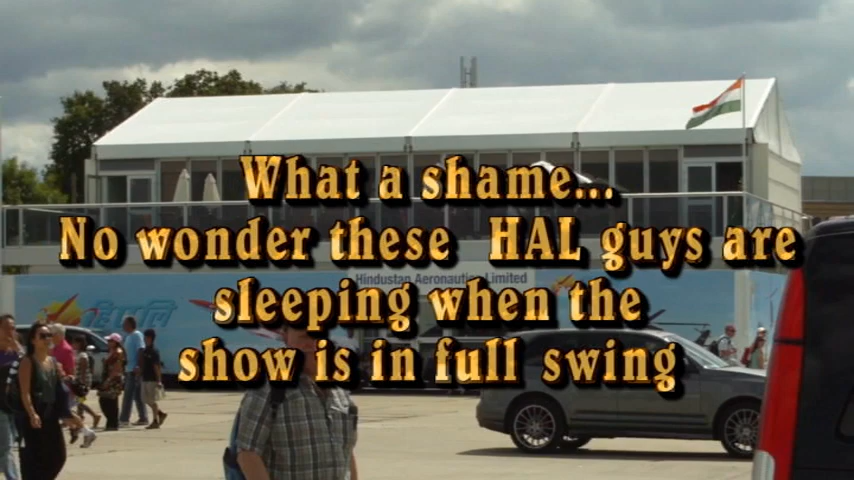 What a shame...
No wonder these HAL guys are
Hindustan Aeronautics Limited
sleeping when the
show is in full swing